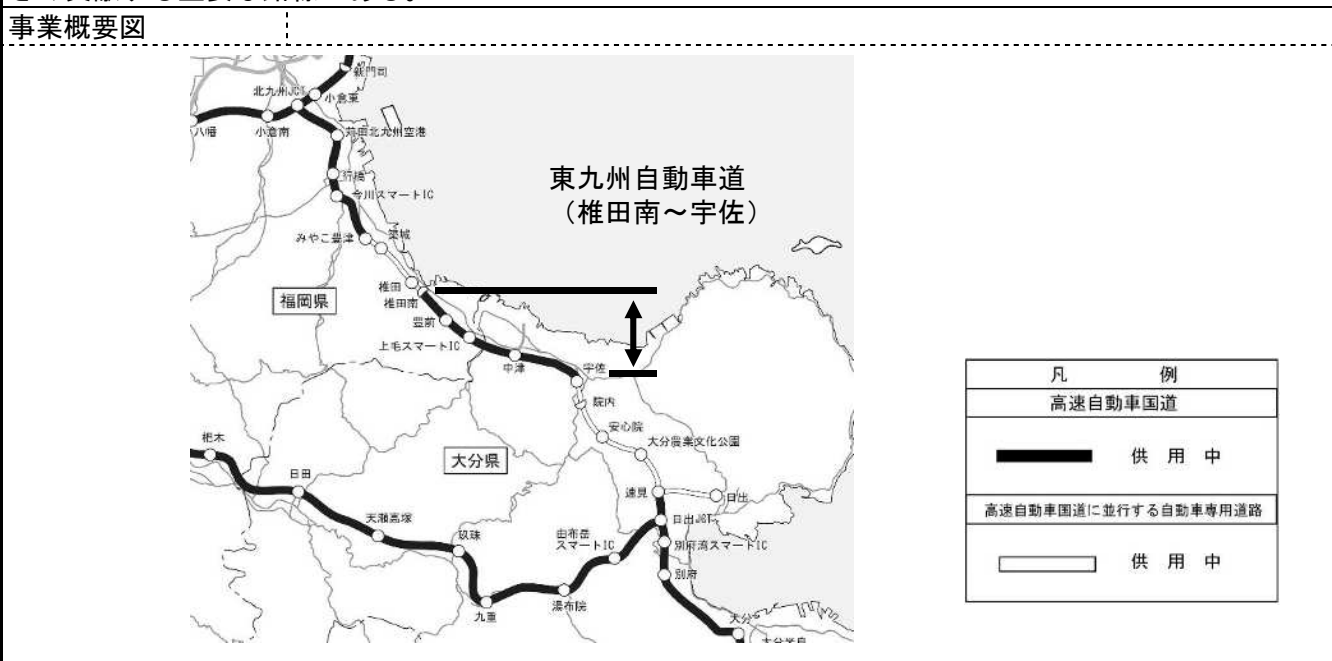 事業概要図
新門司
北九州JCT
小倉東
八幡
小倉南
苅田北九州空港
行橋
今川スマートIC
東九州自動車道
（椎田南～宇佐）
みやこ豊津
築城
椎田
椎田南
福岡県
豊前
上毛スマートIC
中津
宇佐
院内
安心院
大分農業文化公園
杷木
大分県
日田
速見
日出
天瀬高塚
日出JCT
玖珠
由布岳
スマートIC
別府湾スマートIC
別府
湯布院
九重
大分
凡 例
高速自動車国道
供 用 中
高速自動車国道に並行する自動車専用道路
供 用 中